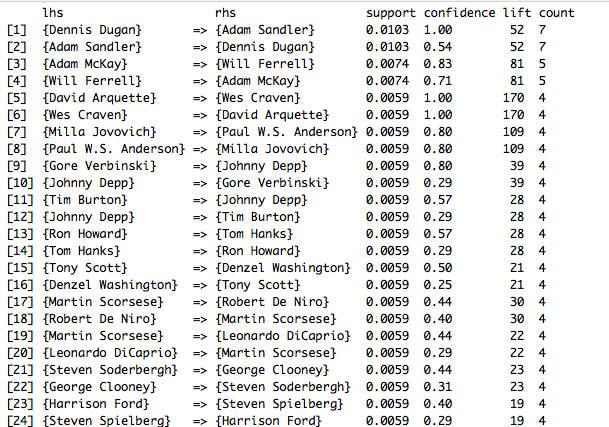 lhs rhs support confidence lift count
[1] {Dennis Dugan} => {Adam Sandler} 0.0103 1.00 52 7
[2] {Adam Sandler} => {Dennis Dugan} 0.0103 0.54 52 7
[3] {Adam McKay} => {Will Ferrell} 0.0074 0.83 81 5
[4] {Will Ferrell} => {Adam McKay} 0.0074 0.71 81 5
[5] {David Arquette} => {Wes Craven} 0.0059 1.00 170 4
[6] {Wes Craven} => {David Arquette} 0.0059 1.00 170 4
[7] {Milla Jovovich} => {Paul W.S. Anderson} 0.0059 0.80 109 4
[8] {Paul W.S. Anderson} => {Milla Jovovich} 0.0059 0.80 109 4
[9] {Gore Verbinski} => {Johnny Depp} 0.0059 0.80 39 4
[10] {Johnny Depp} => {Gore Verbinski} 0.0059 0.29 39 4
[11] {Tim Burton} => {Johnny Depp} 0.0059 0.57 28 4
[12] {Johnny Depp} => {Tim Burton} 0.0059 0.29 28 4
[13] {Ron Howard} => {Tom Hanks} 0.0059 0.57 28 4
[14] {Tom Hanks} => {Ron Howard} 0.0059 0.29 28 4
[15] {Tony Scott} => {Denzel Washington} 0.0059 0.50 21 4
[16] {Denzel Washington} => {Tony Scott} 0.0059 0.25 21 4
[17] {Martin Scorsese} => {Robert De Niro} 0.0059 0.44 30 4
[18] {Robert De Niro} => {Martin Scorsese} 0.0059 0.40 30 4
[19] {Martin Scorsese} => {Leonardo DiCaprio} 0.0059 0.44 22 4
[20] {Leonardo DiCaprio} => {Martin Scorsese} 0.0059 0.29 22 4
[21] {Steven Soderbergh} => {George Clooney} 0.0059 0.44 23 4
[22] {George Clooney} => {Steven Soderbergh} 0.0059 0.31 23 4
[23] {Harrison Ford} => {Steven Spielberg} 0.0059 0.40 19 4
[24] {Steven Spielberg} => {Harrison Ford} 0.0059 0.29 19 4